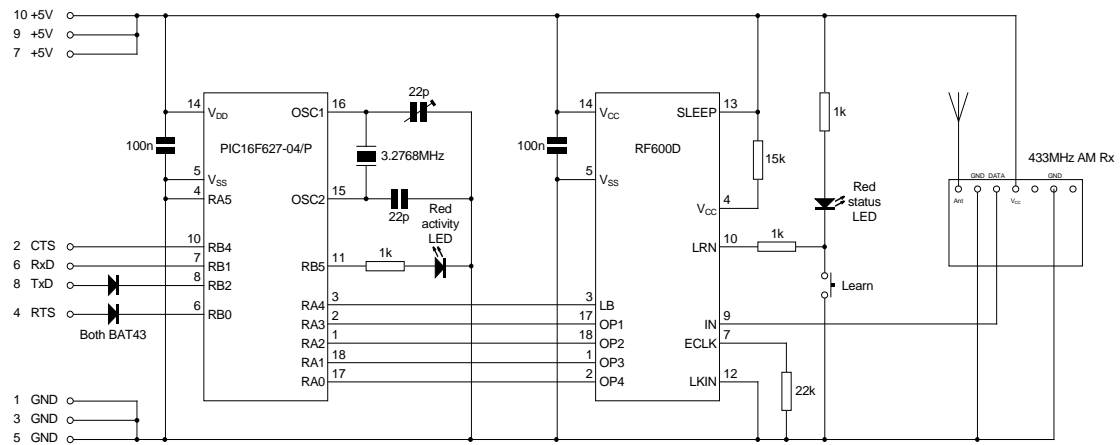 10 +5V
9 +5V
7 +5V
14 VDD
OSC1 16
22p
100n
PIC16F627-04/P
3.2768MHz
5 VSS
4 RA5
OSC2 15
22p
Red
activity
LED
2 CTS
10 RB4
6 RxD
7 RB1
RB5 11
1k
8 TxD
8 RB2
4 RTS
6 RB0
Both BAT43
RA4 3
RA3 2
RA2 1
RA1 18
RA0 17
1 GND
3 GND
5 GND
14 VCC
SLEEP 13
100n
RF600D
15k
5 VSS
VCC 4
LRN 10
1k
3 LB
17 OP1
IN 9
18 OP2
ECLK 7
1 OP3
2 OP4
LKIN 12
22k
1k
Red
status
LED
Learn
433MHz AM Rx
GND DATA GND
Ant VCC